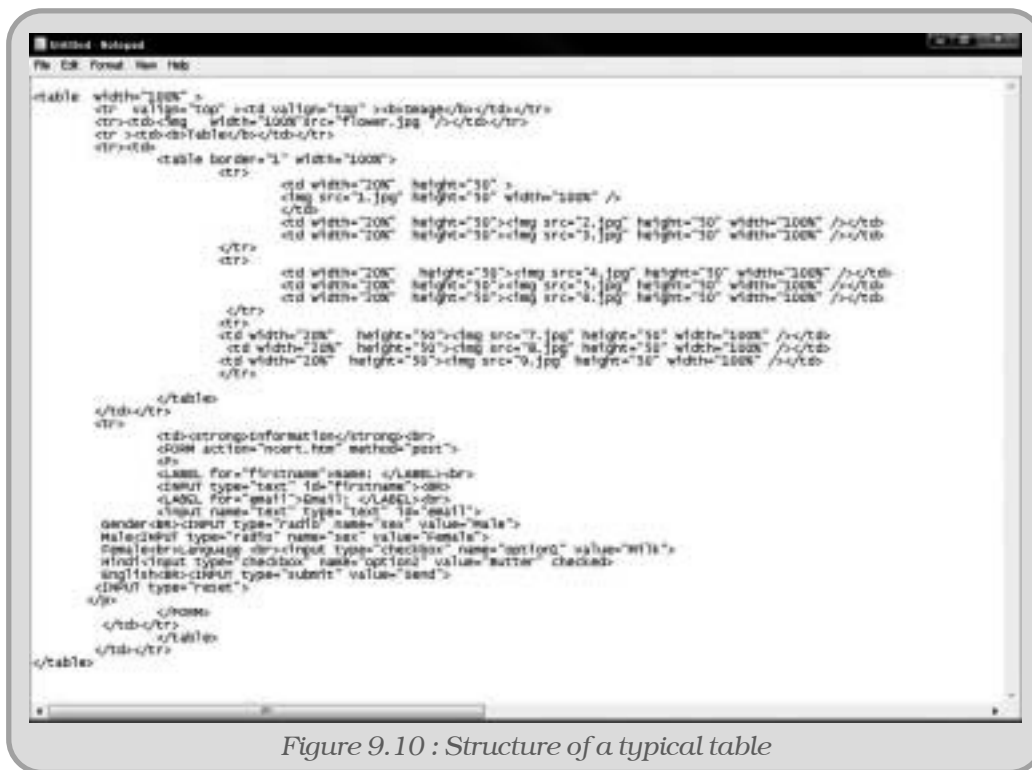 Untitled - Notepad
File Edit Format View Help
<table width="100%" >
<tr valign="top" ><td valign="top" ><b>Image</b></td></tr>
<tr><td><img width="100%"src="flower.jpg "/></td></tr>
<tr ><td><b>Table</b></td></tr>
<tr><td>
<table border="1" width="100%">
<tr>
<td width="20%" height="50" >
<img src="1.jpg" height="50" width="100%" />
</td>
<td width="20%" height="50"><img src="2.jpg" height="50" width="100%" /></td>
<td width="20%" height="50"><img src="3.jpg" height="50" width="100%" /></td>
</tr>
<tr>
<td width="20%" height="50"><img src="4.jpg" height="50" width="100%" /></td>
<td width="20%" height="50"><img src="5.jpg" height="50" width="100%" /></td>
<td width="20%" height="50"><img src="6.jpg" height="50" width="100%" /></td>
</tr>
<tr>
<td width="20%" height="50"><img src="7.jpg" height="50" width="100%" /></td>
<td width="20%" height="50"><img src="8.jpg" height="50" width="100%" /></td>
<td width="20%" height="50"><img src="9.jpg" height="50" width="100%" /></td>
</tr>
</table>
</td></tr>
<tr>
<td><strong>Information</strong><br>
<FORM action="ncert.htm" method="post">
<P>
<LABEL for="firstname">Name: </LABEL><br>
<INPUT type="text" id="firstname"><BR>
<LABEL for="email">Email: </LABEL><br>
<input name="text" type="text" id="email">
Gender<BR><INPUT type="radio" name="sex" value="Male">
Male<INPUT type="radio" name="sex" value="Female">
Female<br>Language <br><input type="checkbox" name="option1" value="Milk">
Hindi<input type="checkbox" name="option2" value="Butter" checked>
English<BR><INPUT type="submit" value="Send">
<INPUT type="reset">
</p>
</FORM>
</td></tr>
</table>
</td></tr>
</table>
Figure 9.10 : Structure of a typical table